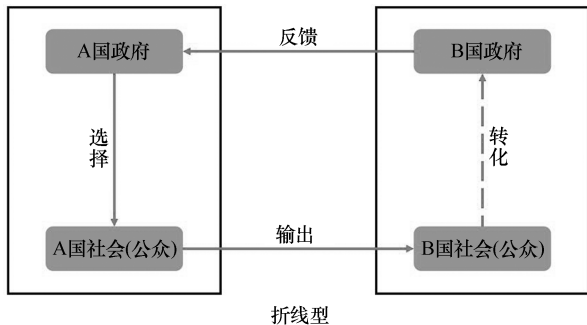 A国政府
反馈
B国政府
选择
转化
A国社会(公众)
输出
B国社会(公众)
折线型